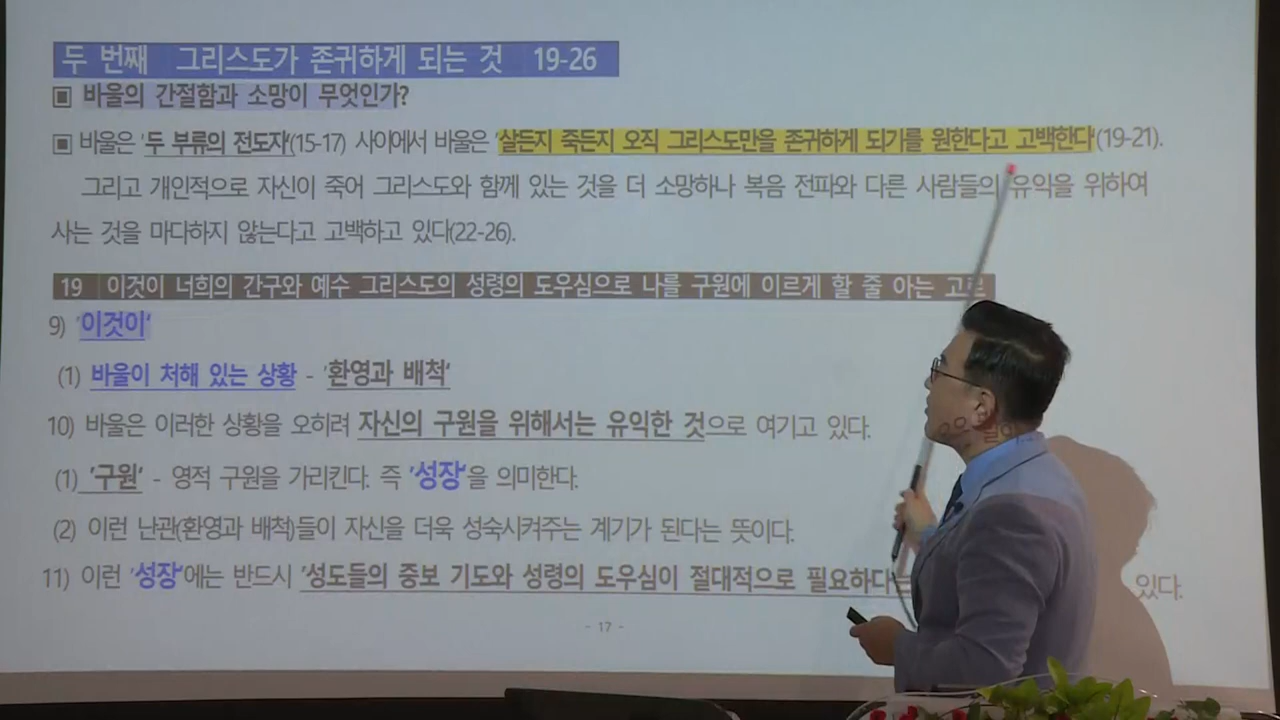 두 번째 그리스도가 존귀하게 되는 것 19-26
▣ 바울의 간절함과 소망이 무엇인가?
▣ 바울은 '두 부류의 전도자'(15-17) 사이에서 바울은 '살든지 죽든지 오직 그리스도만을 존귀하게 되기를 원한다고 고백한다'(19-21).
그리고 개인적으로 자신이 죽어 그리스도와 함께 있는 것을 더 소망하나 복음 전파와 다른 사람들의 유익을 위하여
사는 것을 마다하지 않는다고 고백하고 있다(22-26).
19 이것이 너희의 간구와 예수 그리스도의 성령의 도우심으로 나를 구원에 이르게 할 줄 아는 고로
9) '이것이'
(1) 바울이 처해 있는 상황 - '환영과 배척'
10) 바울은 이러한 상황을 오히려 자신의 구원을 위해서는 유익한 것으로 여기고 있다.
(1) '구원' - 영적 구원을 가리킨다. 즉 '성장'을 의미한다.
(2) 이런 난관(환영과 배척)들이 자신을 더욱 성숙시켜주는 계기가 된다는 뜻이다.
11) 이런 '성장'에는 반드시 '성도들의 중보 기도와 성령의 도우심이 절대적으로 필요하다는 있다.
- 17 -